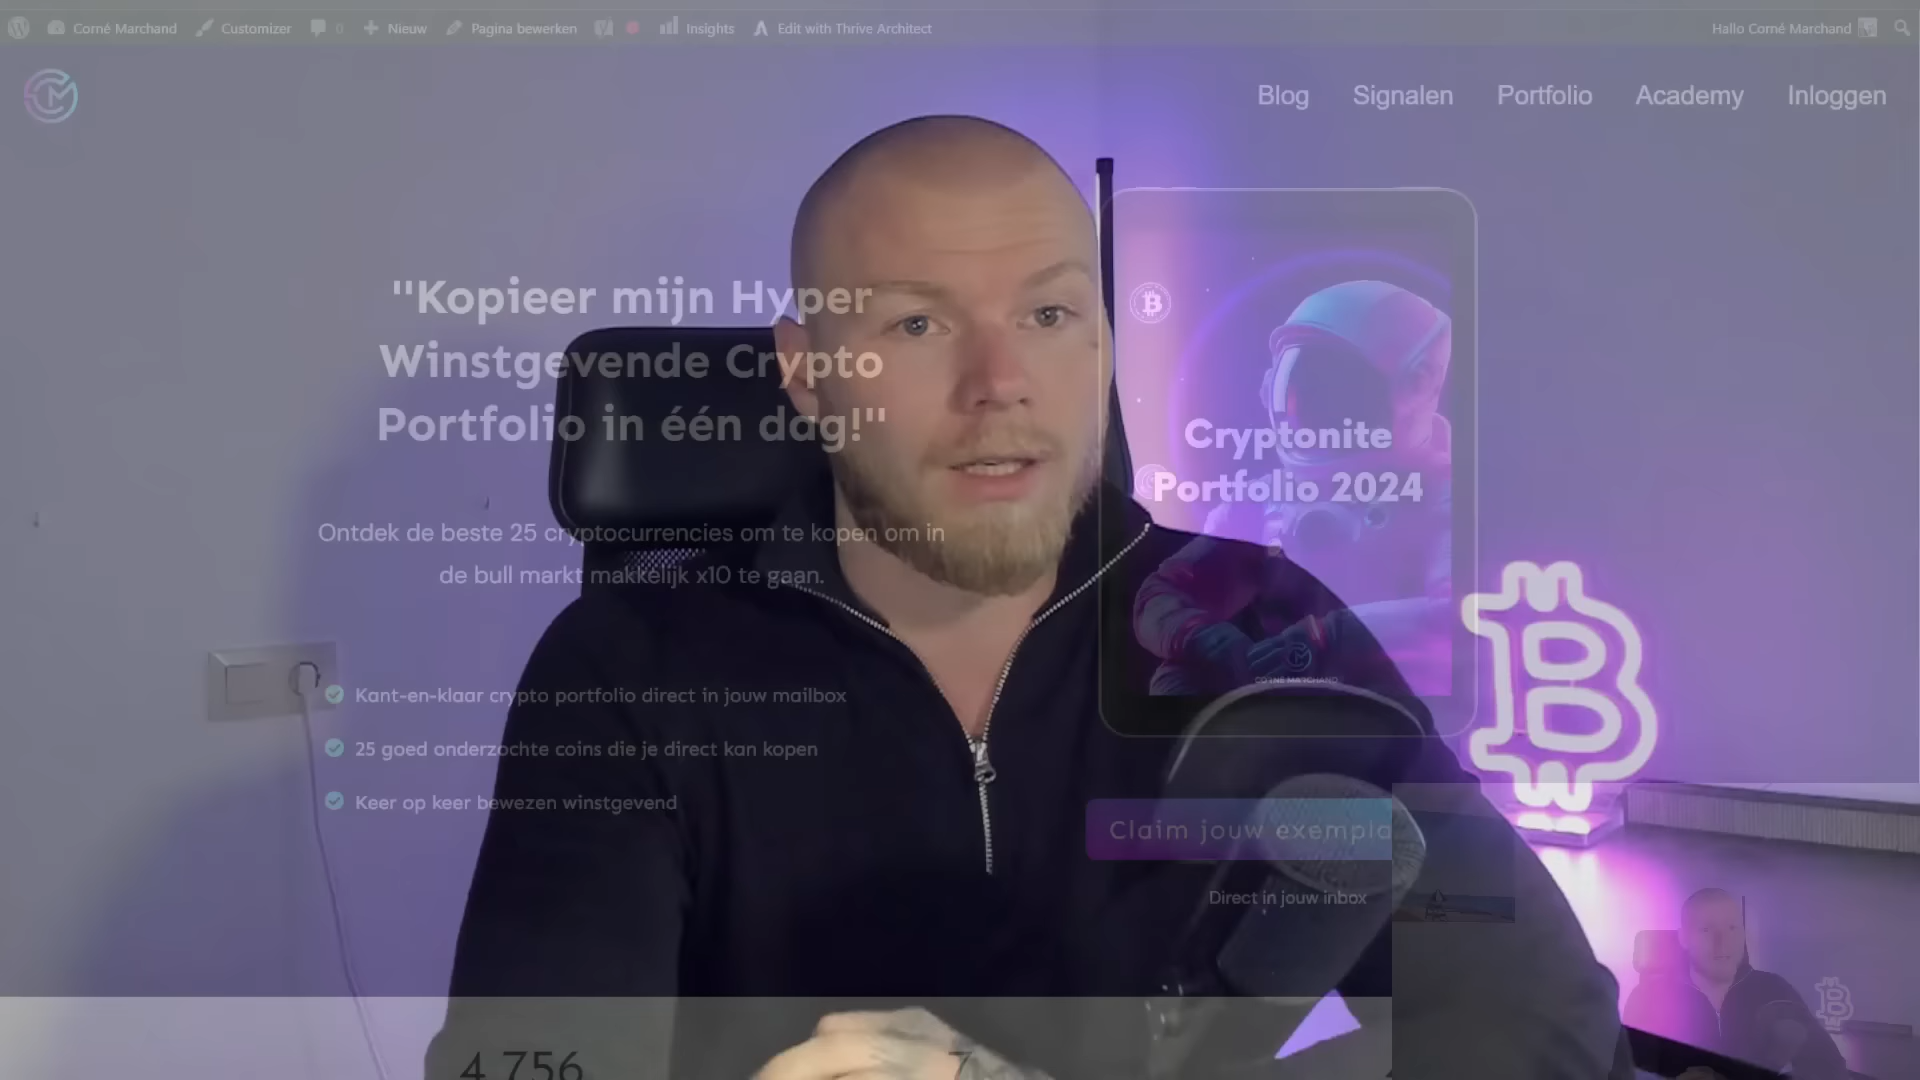 Corné Marchand Customizer 0 Nieuw Pagina bewerken Insights Edit with Thrive Architect Hallo Corné Marchand
Blog Signalen Portfolio Academy Inloggen
"Kopieer mijn Hyper
Winstgevende Crypto
Portfolio in één dag!"
Ontdek de beste 25 cryptocurrencies om te kopen om in
de bull markt makkelijk x10 te gaan.
Kant-en-klaar crypto portfolio direct in jouw mailbox
25 goed onderzochte coins die je direct kan kopen
Keer op keer bewezen winstgevend
Cryptonite
Portfolio 2024
CORNÉ MARCHAND
Claim jouw exempla
Direct in jouw inbox
4.756
7